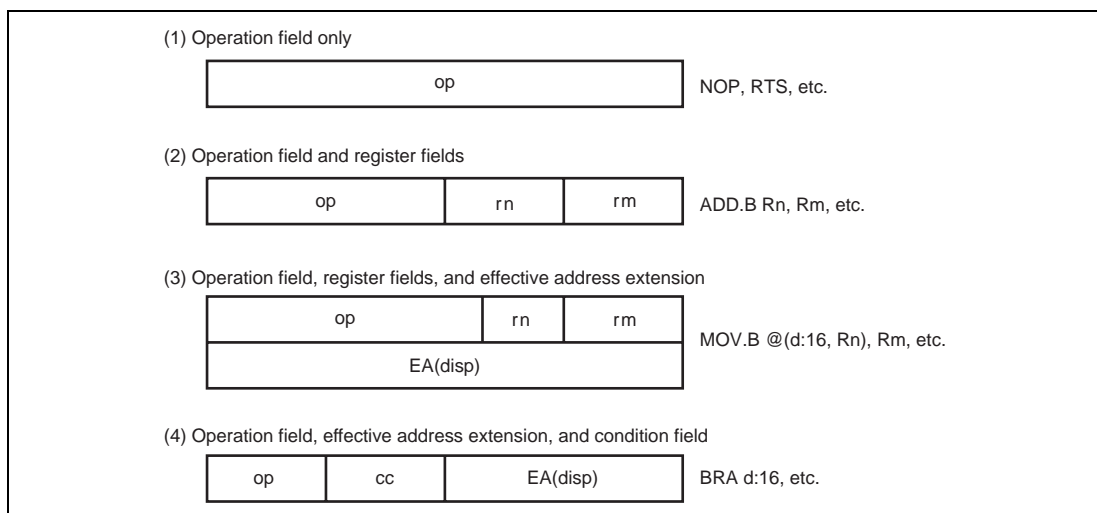 (1) Operation field only
op
NOP, RTS, etc.
(2) Operation field and register fields
op rn rm
ADD.B Rn, Rm, etc.
(3) Operation field, register fields, and effective address extension
op rn rm
EA(disp)
MOV.B @(d:16, Rn), Rm, etc.
(4) Operation field, effective address extension, and condition field
op cc EA(disp)
BRA d:16, etc.